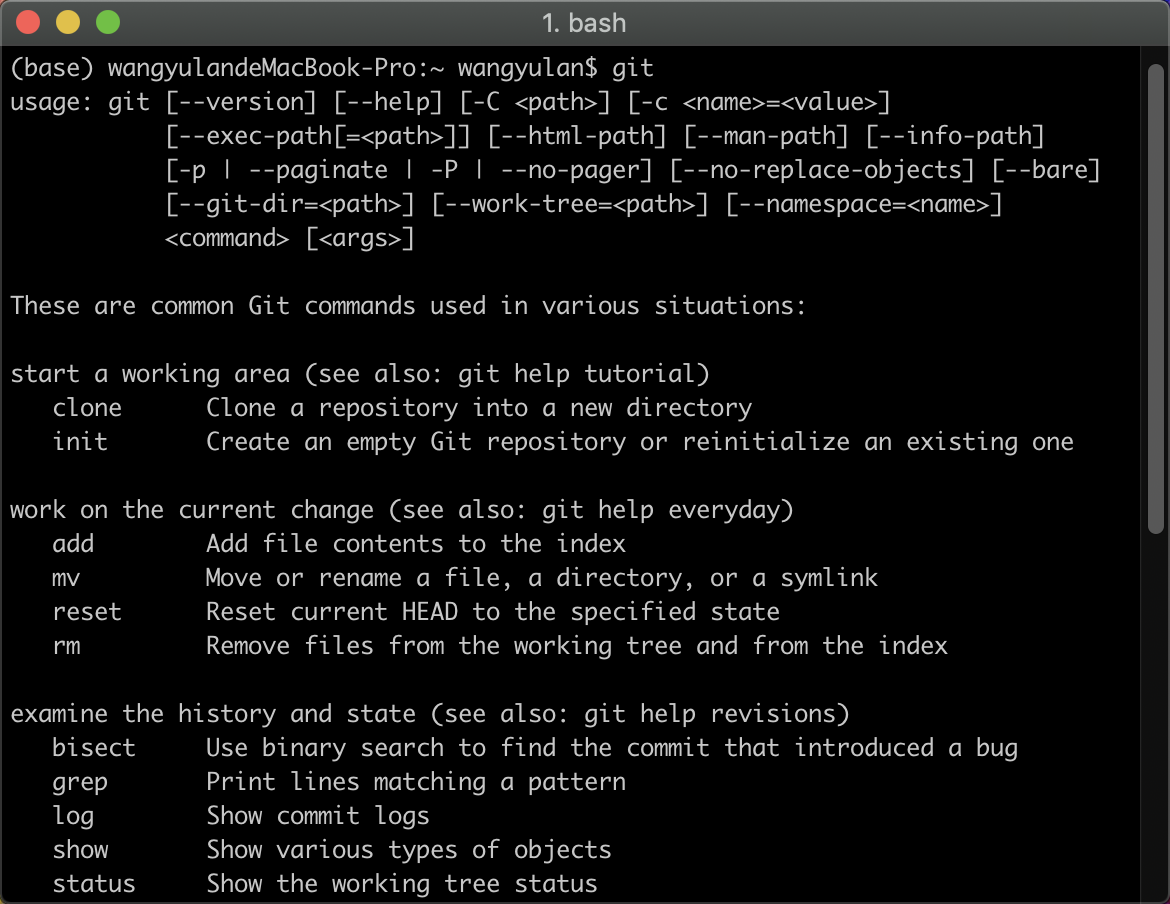 1. bash
(base) wangyulandeMacBook-Pro:~ wangyulan$ git
usage: git [--version] [--help] [-C <path>] [-c <name>=<value>]
           [--exec-path[=<path>]] [--html-path] [--man-path] [--info-path]
           [-p | --paginate | -P | --no-pager] [--no-replace-objects] [--bare]
           [--git-dir=<path>] [--work-tree=<path>] [--namespace=<name>]
           <command> [<args>]

These are common Git commands used in various situations:

start a working area (see also: git help tutorial)
   clone      Clone a repository into a new directory
   init       Create an empty Git repository or reinitialize an existing one

work on the current change (see also: git help everyday)
   add        Add file contents to the index
   mv         Move or rename a file, a directory, or a symlink
   reset      Reset current HEAD to the specified state
   rm         Remove files from the working tree and from the index

examine the history and state (see also: git help revisions)
   bisect     Use binary search to find the commit that introduced a bug
   grep       Print lines matching a pattern
   log        Show commit logs
   show       Show various types of objects
   status     Show the working tree status